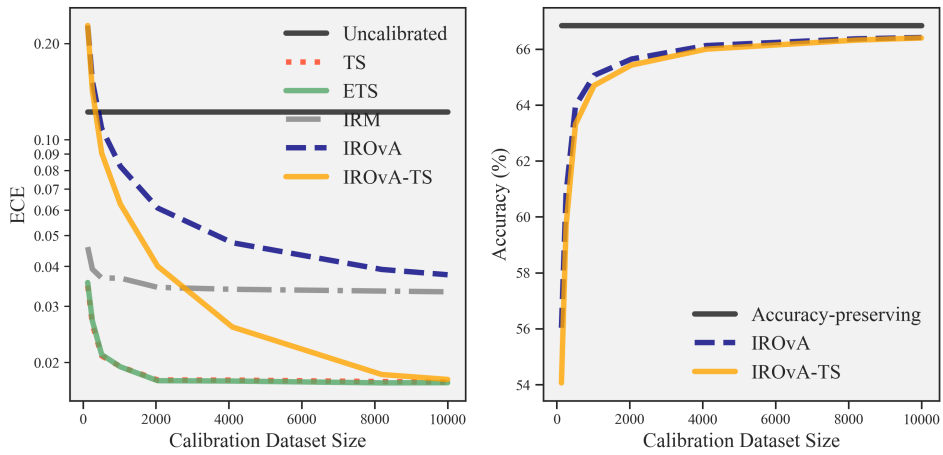 0.20
0.10
0.09
0.08
0.07
0.06
0.05
0.04
0.03
0.02
ECE
Uncalibrated
TS
ETS
IRM
IROvA
IROvA-TS
0
2000
4000
6000
8000
10000
Calibration Dataset Size
66
64
62
60
58
56
54
Accuracy (%)
Accuracy-preserving
IROvA
IROvA-TS
0
2000
4000
6000
8000
10000
Calibration Dataset Size